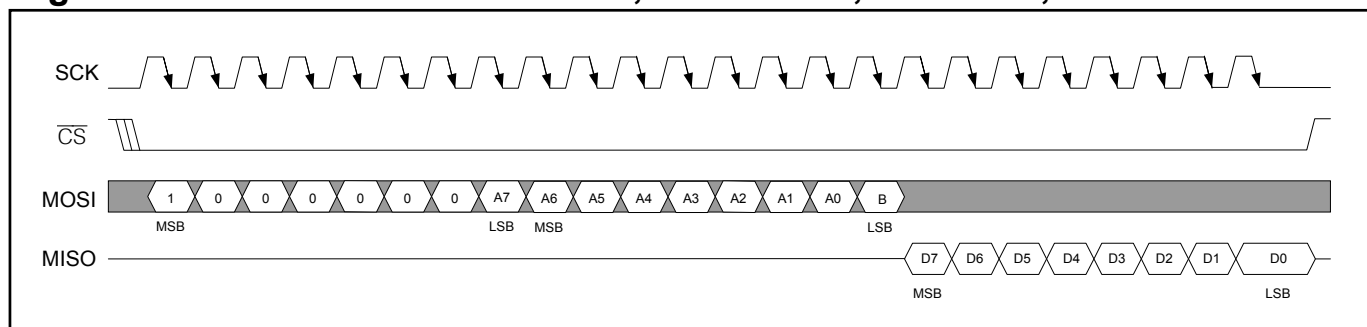 SCK
CS
MOSI 1 0 0 0 0 0 0 A7 A6 A5 A4 A3 A2 A1 A0 B
MSB LSB MSB LSB
MISO D7 D6 D5 D4 D3 D2 D1 D0
MSB LSB